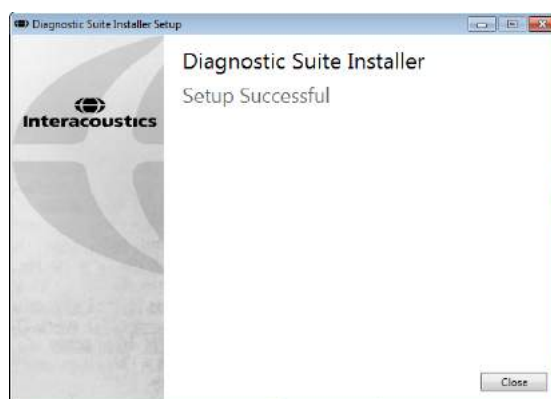 Diagnostic Suite Installer Setup
Diagnostic Suite Installer
Setup Successful
Interacoustics
Close